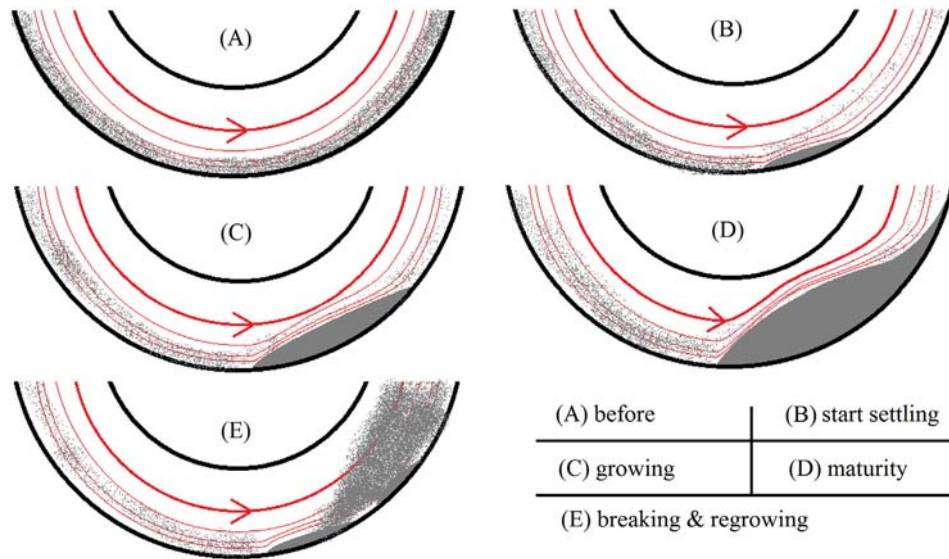 (A)
(B)
(C)
(D)
(E)
(A) before
(B) start settling
(C) growing
(D) maturity
(E) breaking & regrowing